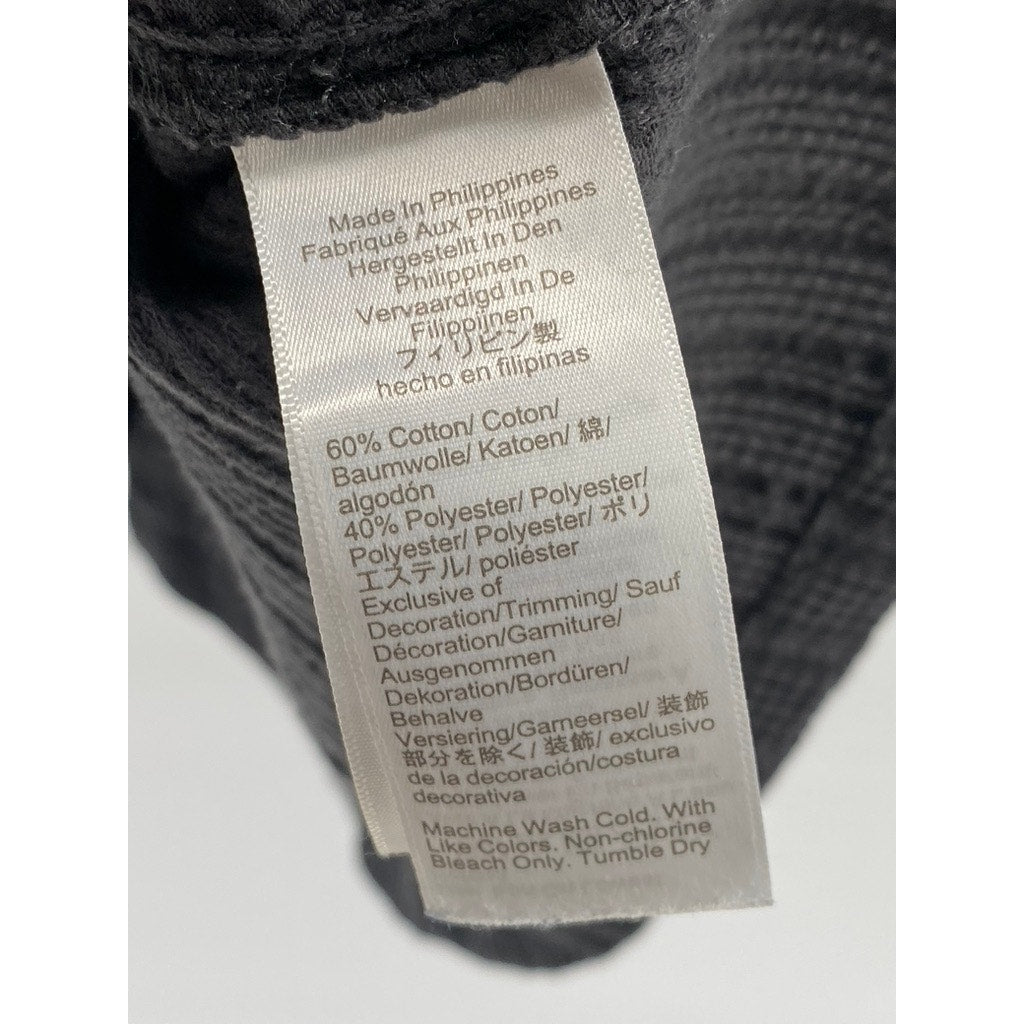 Made In Philippines
Fabriqué Aux Philippines
Hergestellt In Den
Philippinen
Vervaardigd In De
Filippijnen
フィリピン製
hecho en filipinas
60% Cotton/ Coton/
Baumwolle/ Katoen/ 綿/
algodón
40% Polyester/ Polyester/
Polyester/ Polyester/ ポリ
エステル/ poliéster
Exclusive of
Decoration/Trimming/ Sauf
Décoration/Garniture/
Ausgenommen
Dekoration/Bordüren/
Behalve
Versiering/Garneersel/ 装飾
部分を除く/ 装飾/ exclusivo
de la decoración/costura
decorativa
Machine Wash Cold. With
Like Colors. Non-chlorine
Bleach Only. Tumble Dry